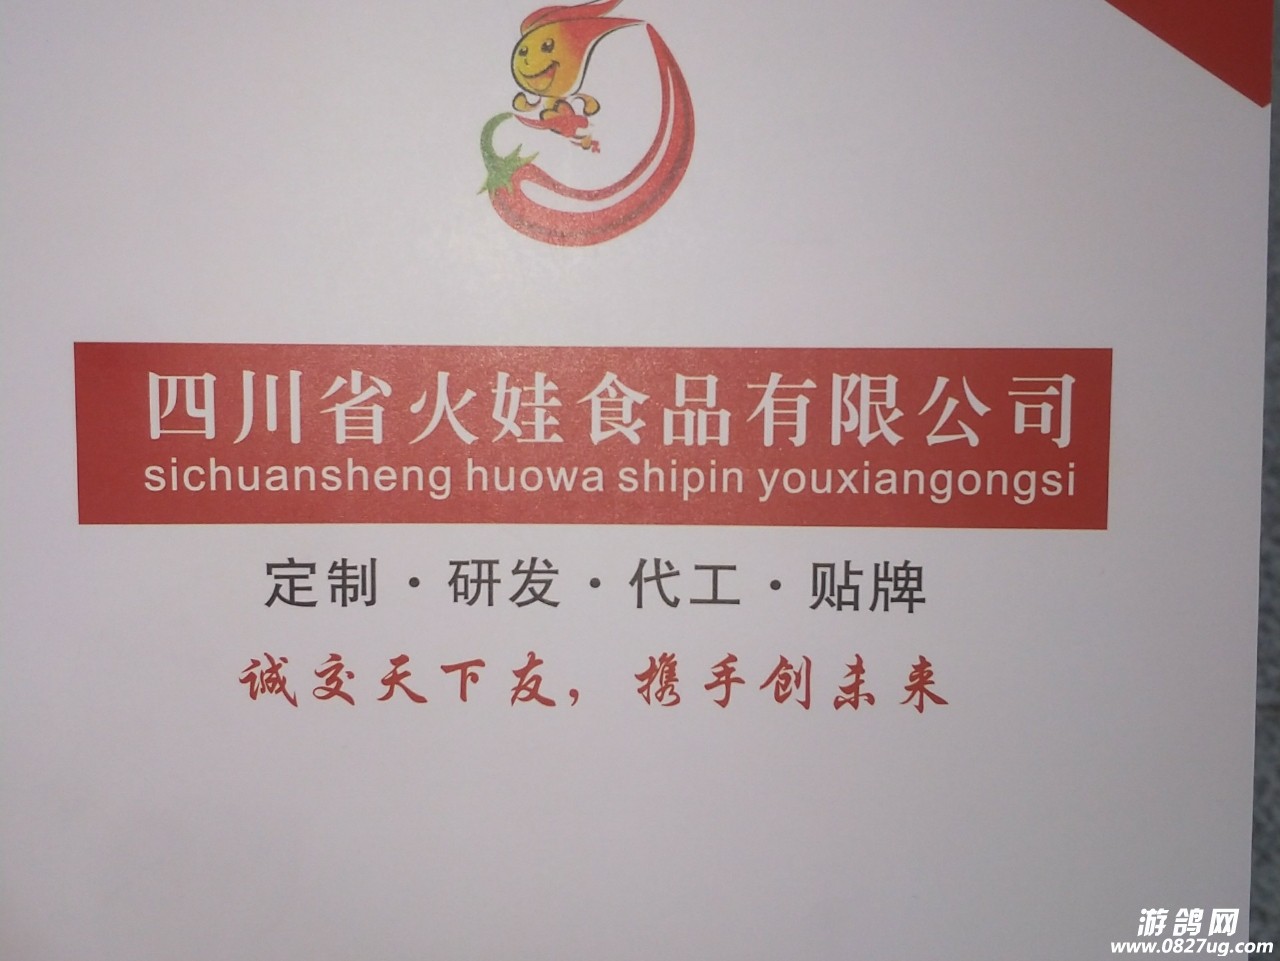 四川省火娃食品有限公司
sichuansheng huowa shipin youxiangongsi
定制·研发·代工·贴牌
诚交天下友，携手创未来
游鸽网
www.0827ug.com